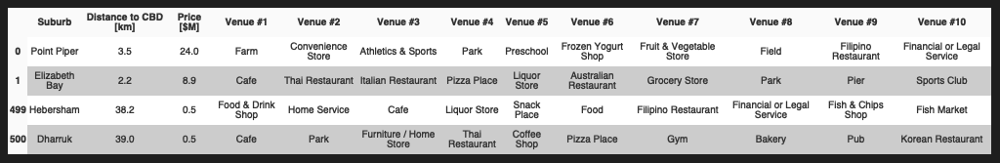 Suburb Distance to CBD [km] Price [$M] Venue #1 Venue #2 Venue #3 Venue #4 Venue #5 Venue #6 Venue #7 Venue #8 Venue #9 Venue #10
0 Point Piper 3.5 24.0 Farm Convenience Store Athletics & Sports Park Preschool Frozen Yogurt Shop Fruit & Vegetable Store Field Filipino Restaurant Financial or Legal Service
1 Elizabeth Bay 2.2 8.9 Cafe Thai Restaurant Italian Restaurant Pizza Place Liquor Store Australian Restaurant Grocery Store Park Pier Sports Club
499 Hebersham 38.2 0.5 Food & Drink Shop Home Service Cafe Liquor Store Snack Place Food Filipino Restaurant Financial or Legal Service Fish & Chips Shop Fish Market
500 Dharruk 39.0 0.5 Cafe Park Furniture / Home Store Thai Restaurant Coffee Shop Pizza Place Gym Bakery Pub Korean Restaurant